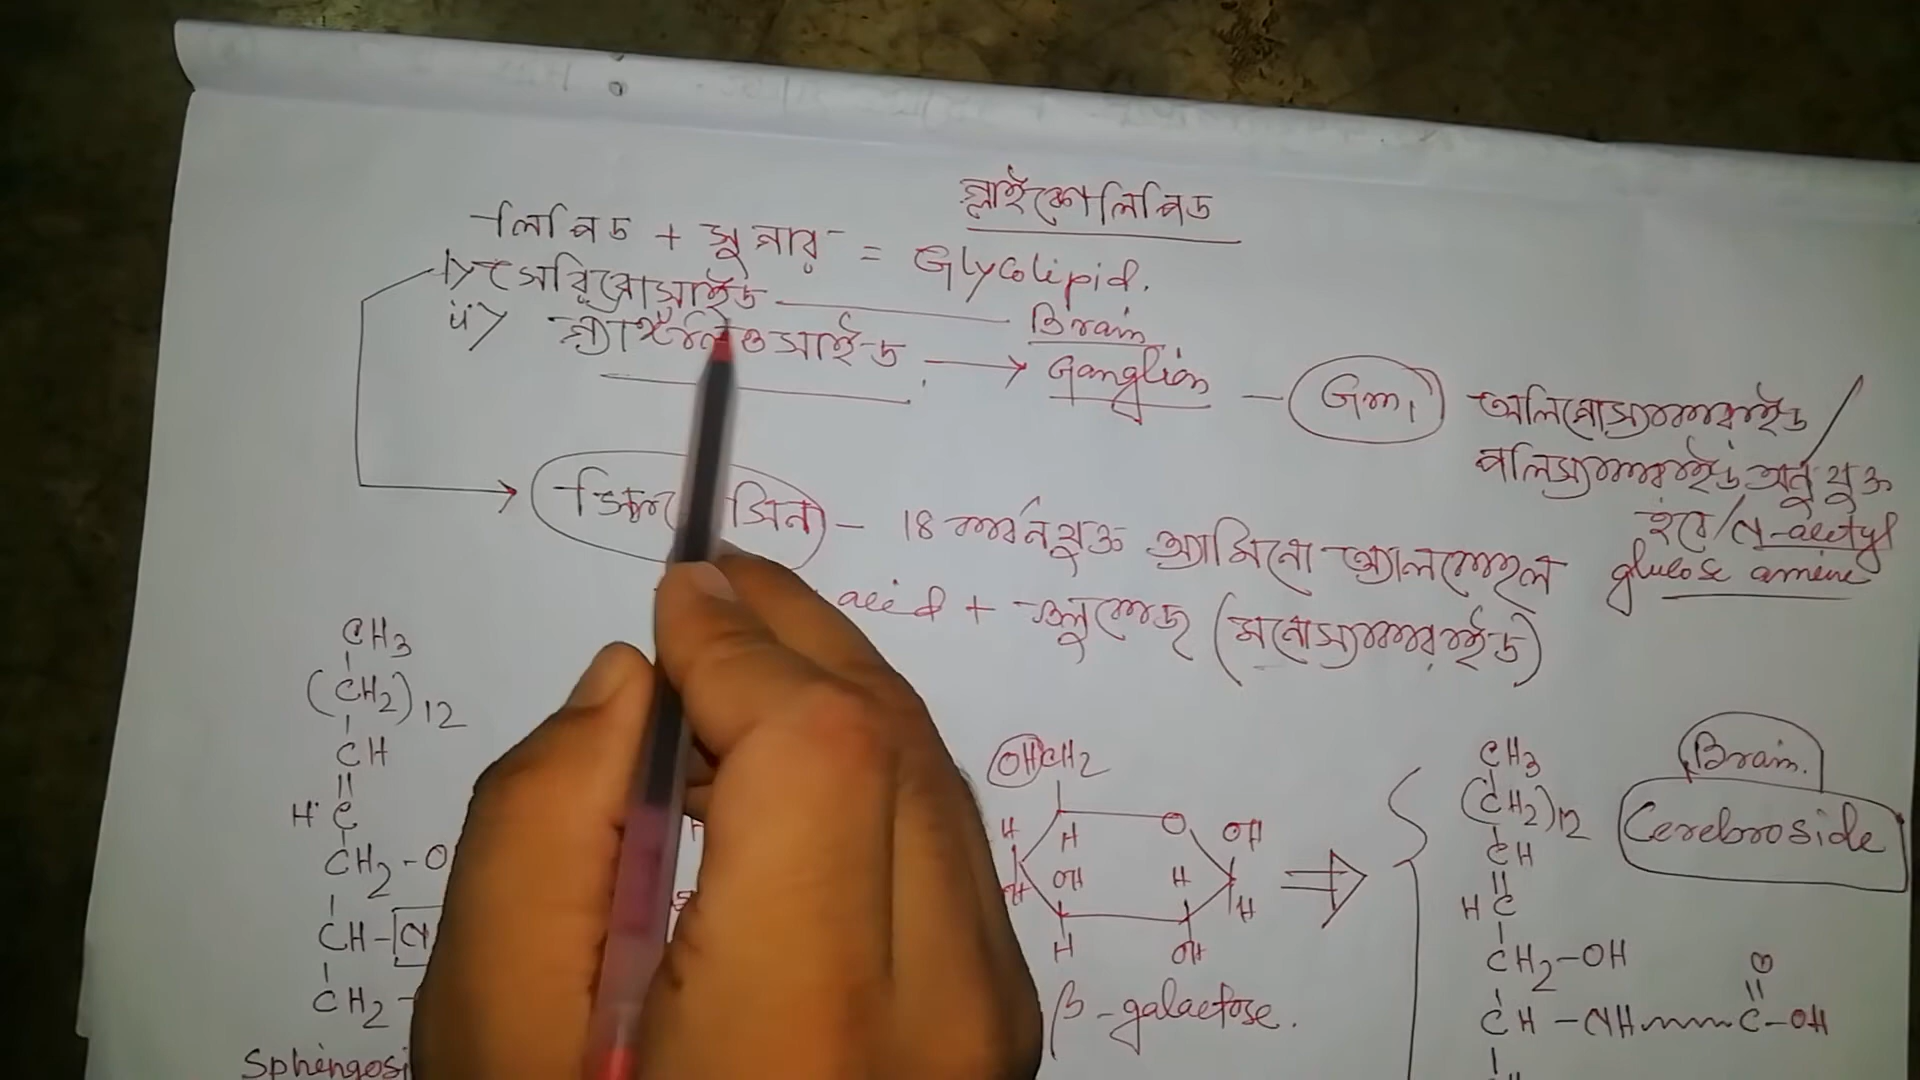 গ্লাইকোলিপিড
লিপিড + সুগার = Glycolipid.
i> সেরিব্রোসাইড — Brain
ii> গ্যাংলিওসাইড → Ganglion — Gm1 অলিগোস্যাকারাইড/
পলিস্যাকারাইড অনু যুক্ত
হবে/N-acetyl
glucose amine
– 18 কার্বনযুক্ত অ্যামিনো অ্যালকোহল
acid + গ্লুকোজ (মনোস্যাকারাইড)
CH3
(CH2)12
CH
||
H C
CH2-O
CH-N
CH2-
Sphingosi
OHCH2
H H O OH
OH OH H H
H OH
β-galactose.
Brain.
Cerebroside
CH3
(CH2)12
CH
||
H C
CH2-OH
O
||
CH - NH C-OH